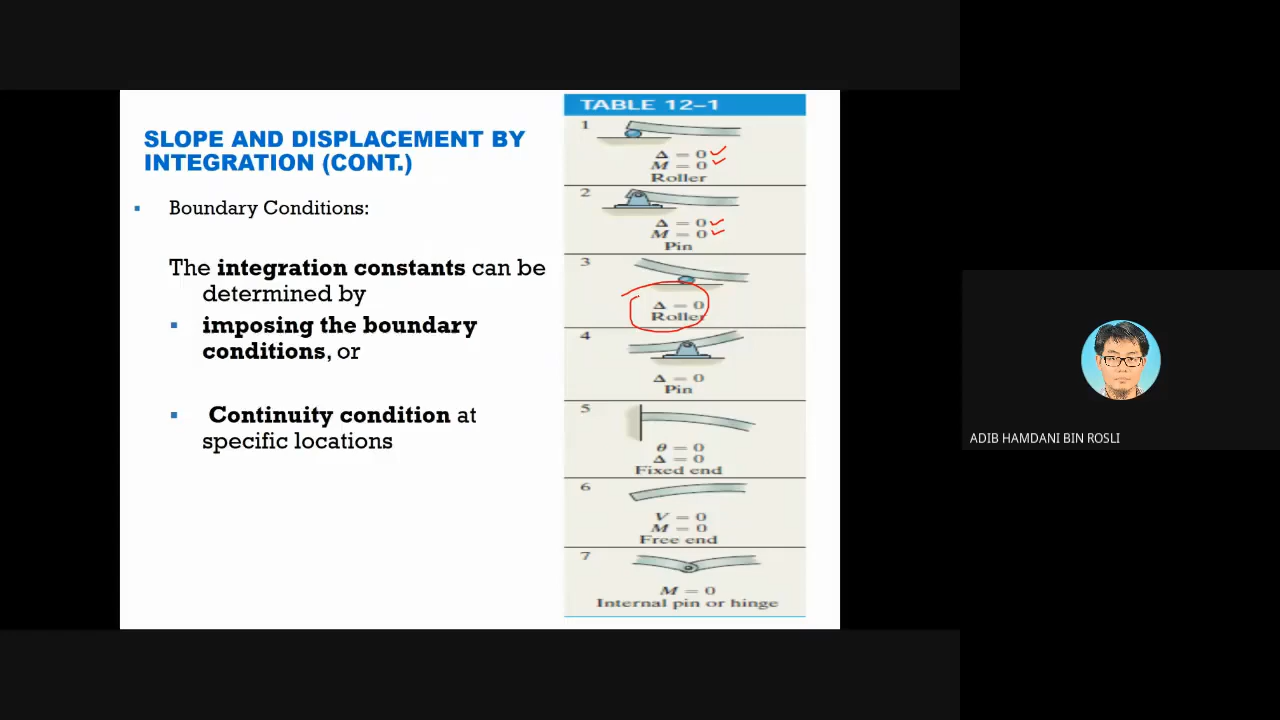 SLOPE AND DISPLACEMENT BY
INTEGRATION (CONT.)
Boundary Conditions:
The integration constants can be
determined by
imposing the boundary
conditions, or
Continuity condition at
specific locations
TABLE 12–1
1
Δ = 0
M = 0
Roller
2
Δ = 0
M = 0
Pin
3
Δ = 0
Roller
4
Δ = 0
Pin
5
θ = 0
Δ = 0
Fixed end
6
V = 0
M = 0
Free end
7
M = 0
Internal pin or hinge
ADIB HAMDANI BIN ROSLI